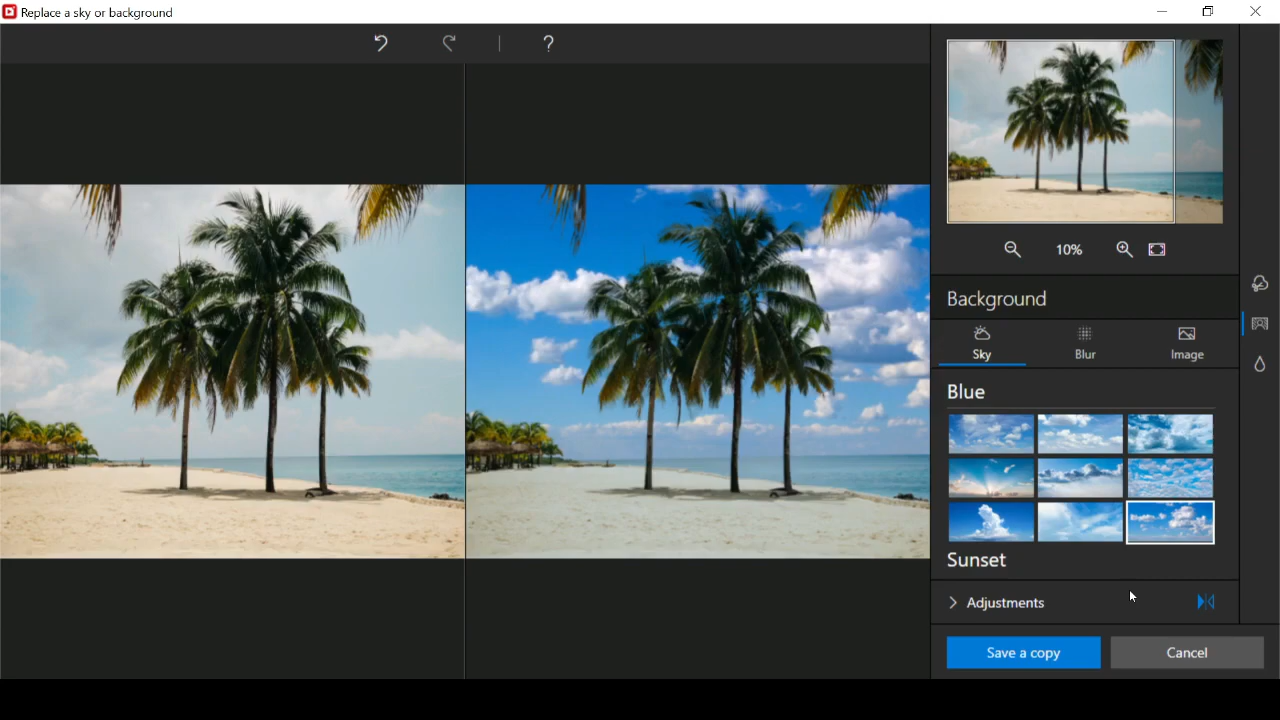 Replace a sky or background
?
10%
Background
Sky Blur Image
Blue
Sunset
Adjustments
Save a copy Cancel